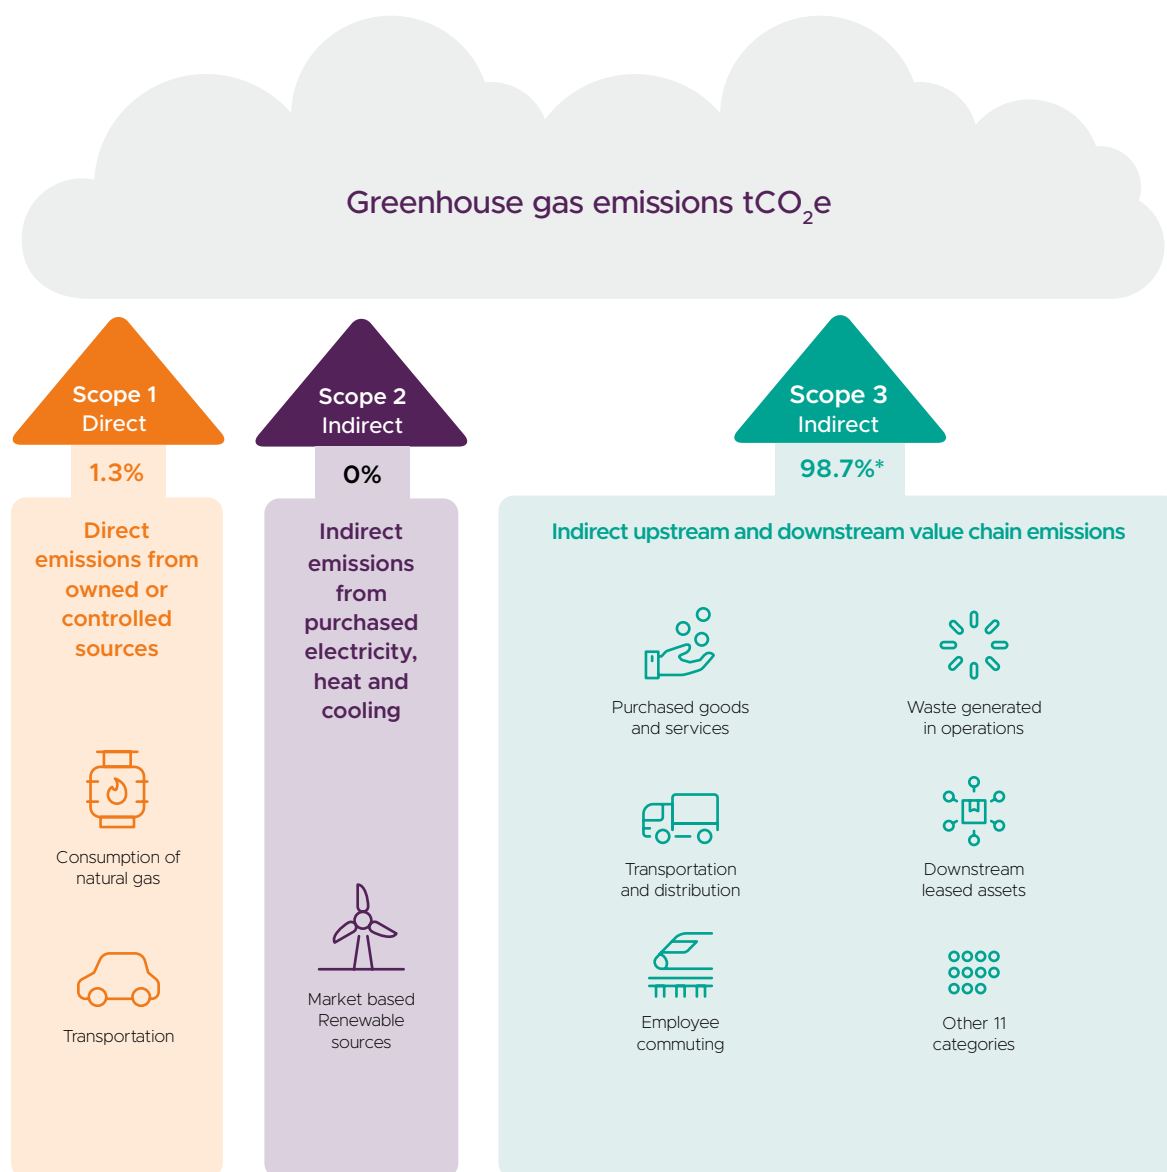 Greenhouse gas emissions tCO₂e
Scope 1
Direct
1.3%
Direct
emissions from
owned or
controlled
sources
Consumption of
natural gas
Transportation
Scope 2
Indirect
0%
Indirect
emissions
from
purchased
electricity,
heat and
cooling
Market based
Renewable
sources
Scope 3
Indirect
98.7%*
Indirect upstream and downstream value chain emissions
Purchased goods
and services
Waste generated
in operations
Transportation
and distribution
Downstream
leased assets
Employee
commuting
Other 11
categories